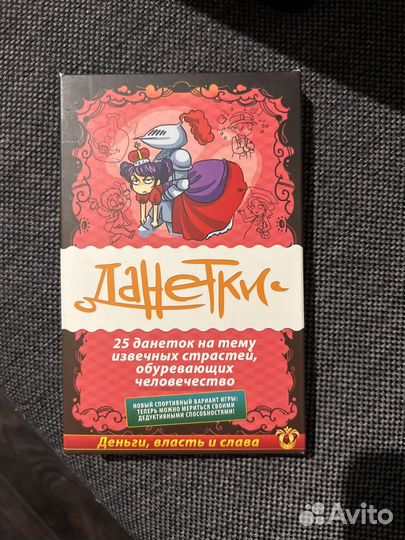 Данетки
25 данеток на тему
извечных страстей,
обуревающих
человечество
НОВЫЙ СПОРТИВНЫЙ ВАРИАНТ ИГРЫ:
ТЕПЕРЬ МОЖНО МЕРИТЬСЯ СВОИМИ
ДЕДУКТИВНЫМИ СПОСОБНОСТЯМИ!
Деньги, власть и слава
Avito